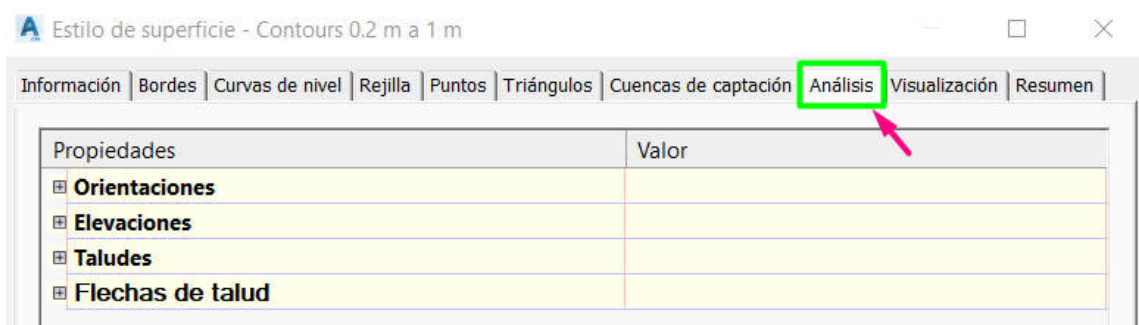 Estilo de superficie - Contours 0.2 m a 1 m
Información Bordes Curvas de nivel Rejilla Puntos Triángulos Cuencas de captación Análisis Visualización Resumen
Propiedades Valor
Orientaciones
Elevaciones
Taludes
Flechas de talud